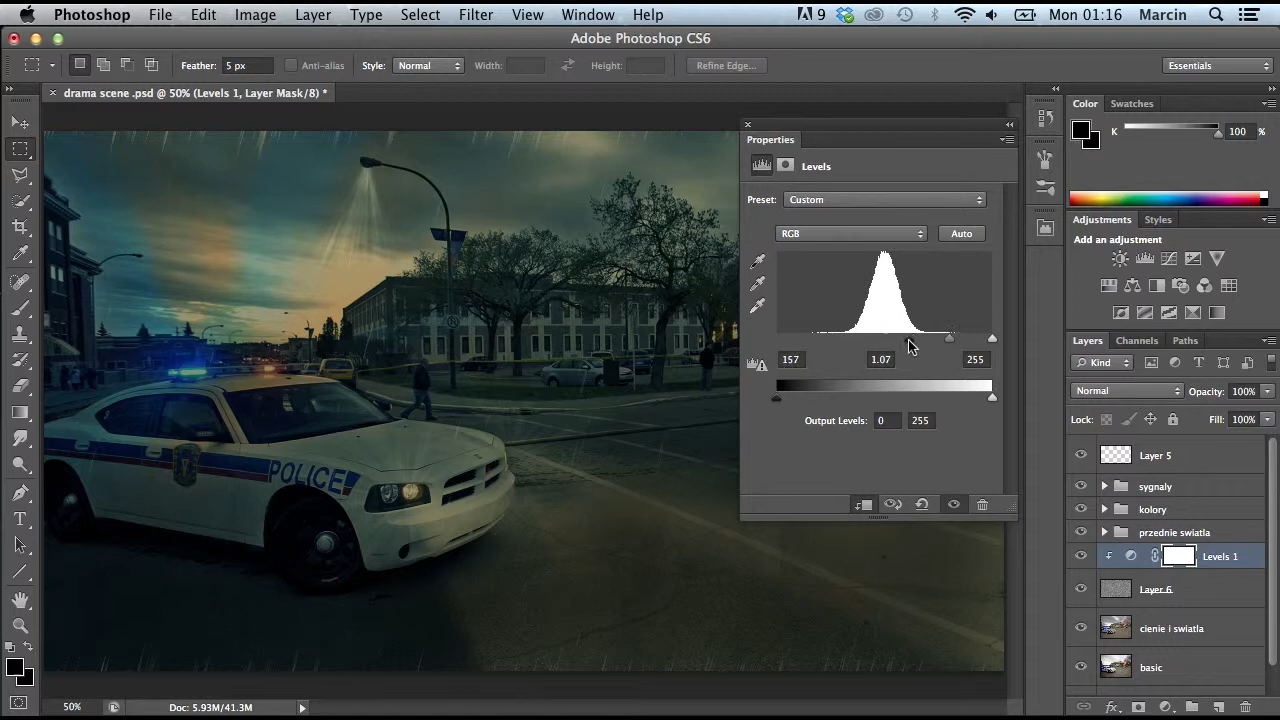 Photoshop File Edit Image Layer Type Select Filter View Window Help 9 Mon 01:16 Marcin
Adobe Photoshop CS6
Feather: 5 px Anti-alias Style: Normal Width: Height: Refine Edge... Essentials
× drama scene .psd @ 50% (Levels 1, Layer Mask/8) *
Color Swatches
K 100 %
Properties
Levels
Preset: Custom
RGB Auto
157 1.07 255
Output Levels: 0 255
Adjustments Styles
Add an adjustment
Layers Channels Paths
Kind
Normal Opacity: 100%
Lock: Fill: 100%
Layer 5
sygnaly
kolory
przednie swiatla
Levels 1
Layer 6
cienie i swiatla
basic
POLICE
50% Doc: 5.93M/41.3M